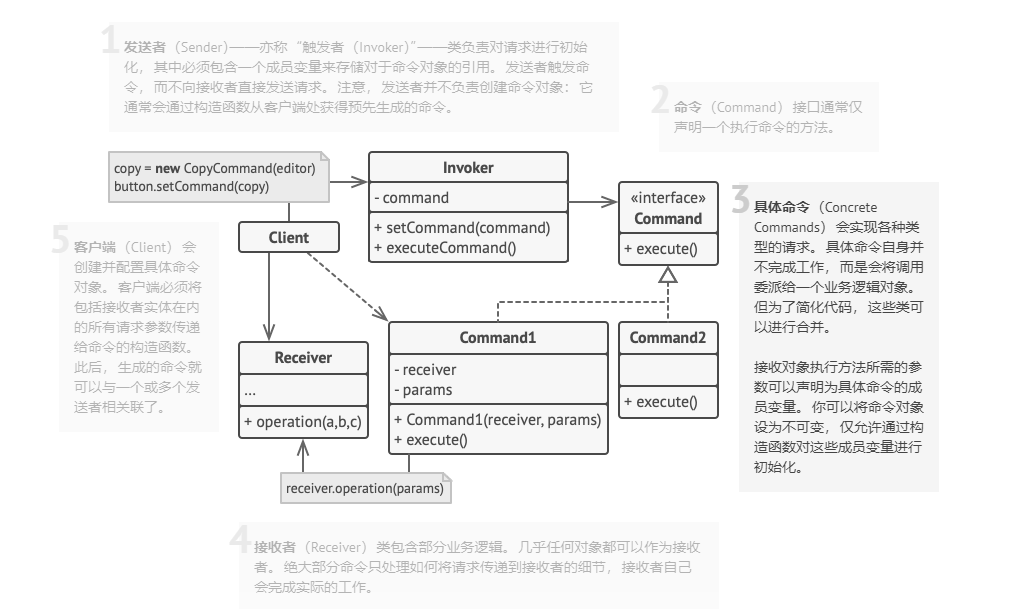 1
发送者（Sender）——亦称“触发者（Invoker）”——类负责对请求进行初始
化，其中必须包含一个成员变量来存储对于命令对象的引用。发送者触发命
令，而不向接收者直接发送请求。注意，发送者并不负责创建命令对象：它
通常会通过构造函数从客户端处获得预先生成的命令。
2
命令（Command）接口通常仅
声明一个执行命令的方法。
copy = new CopyCommand(editor)
button.setCommand(copy)
Invoker
- command
+ setCommand(command)
+ executeCommand()
«interface»
Command
+ execute()
3
具体命令（Concrete
Commands）会实现各种类
型的请求。具体命令自身并
不完成工作，而是会将调用
委派给一个业务逻辑对象。
但为了简化代码，这些类可
以进行合并。
接收对象执行方法所需的参
数可以声明为具体命令的成
员变量。你可以将命令对象
设为不可变，仅允许通过构
造函数对这些成员变量进行
初始化。
5
客户端（Client）会
创建并配置具体命令
对象。客户端必须将
包括接收者实体在内
的所有请求参数传递
给命令的构造函数。
此后，生成的命令就
可以与一个或多个发
送者相关联了。
Client
Receiver
...
+ operation(a,b,c)
Command1
- receiver
- params
+ Command1(receiver, params)
+ execute()
Command2
+ execute()
receiver.operation(params)
4
接收者（Receiver）类包含部分业务逻辑。几乎任何对象都可以作为接收
者。绝大部分命令只处理如何将请求传递到接收者的细节，接收者自己
会完成实际的工作。